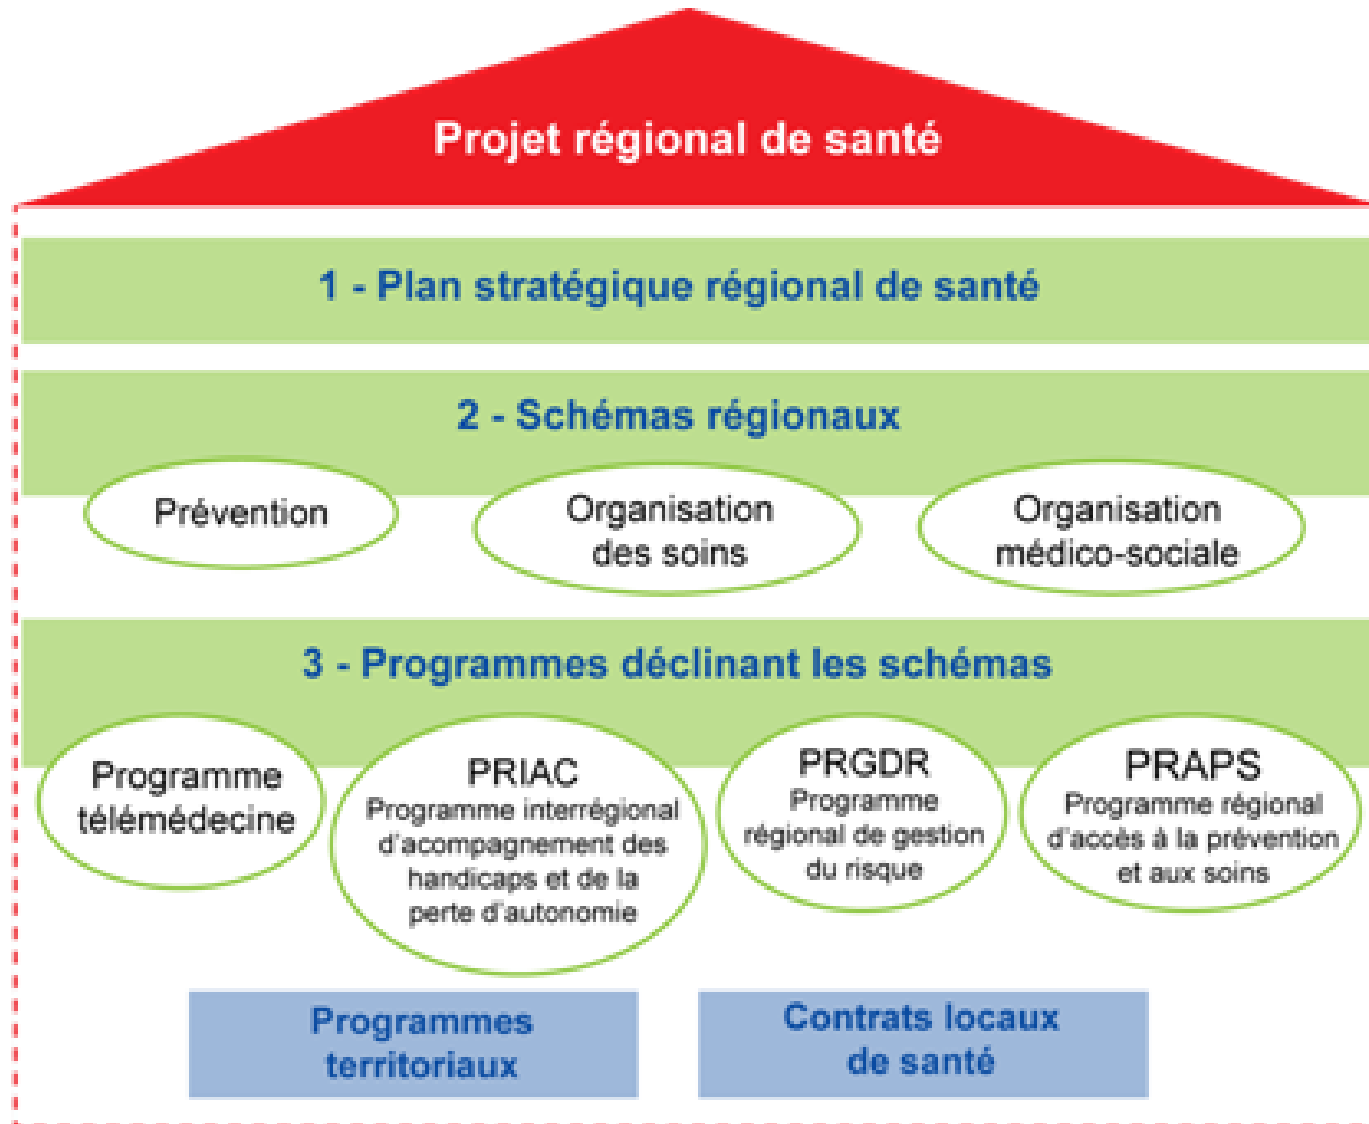 Projet régional de santé
1 - Plan stratégique régional de santé
2 - Schémas régionaux
Prévention
Organisation
des soins
Organisation
médico-sociale
3 - Programmes déclinant les schémas
Programme
télémédecine
PRIAC
Programme interrégional
d'acompagnement des
handicaps et de la
perte d'autonomie
PRGDR
Programme
régional de gestion
du risque
PRAPS
Programme régional
d'accès à la prévention
et aux soins
Programmes
territoriaux
Contrats locaux
de santé